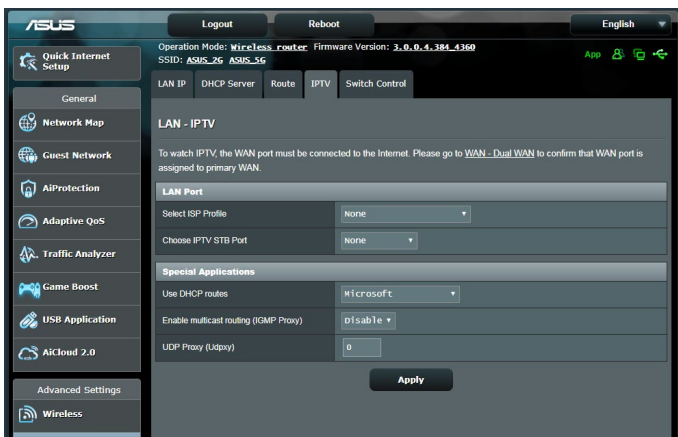 ASUS
Logout
Reboot
English
Quick Internet Setup
Operation Mode: Wireless router Firmware Version: 3.0.0.4.384_4360
SSID: ASUS_2G ASUS_5G
App
LAN IP
DHCP Server
Route
IPTV
Switch Control
General
Network Map
Guest Network
AiProtection
Adaptive QoS
Traffic Analyzer
Game Boost
USB Application
AiCloud 2.0
Advanced Settings
Wireless
LAN - IPTV
To watch IPTV, the WAN port must be connected to the Internet. Please go to WAN - Dual WAN to confirm that WAN port is
assigned to primary WAN.
LAN Port
Select ISP Profile None
Choose IPTV STB Port None
Special Applications
Use DHCP routes Microsoft
Enable multicast routing (IGMP Proxy) Disable
UDP Proxy (Udpxy) 0
Apply